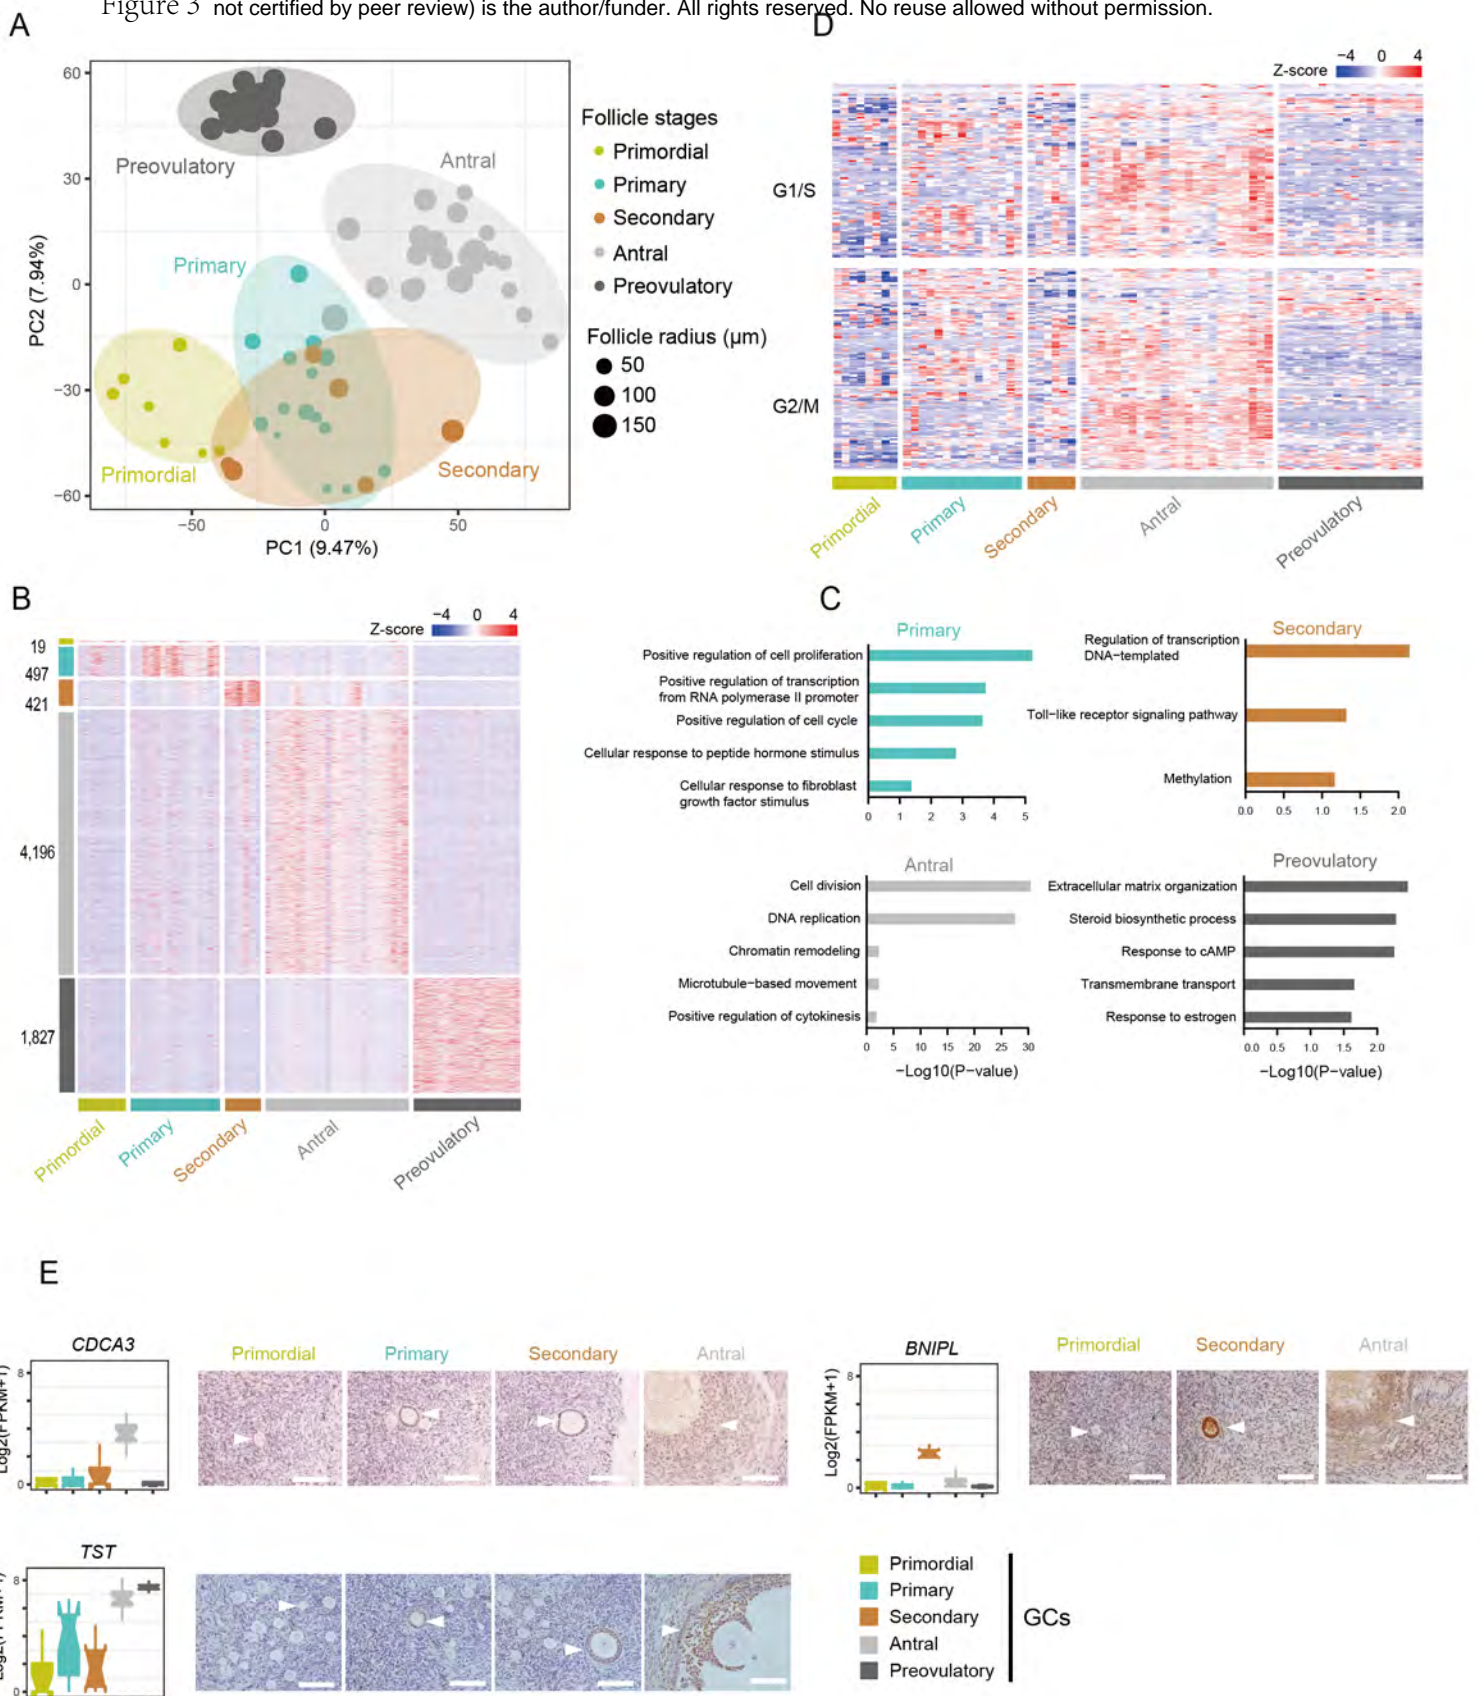 Figure 3 not certified by peer review) is the author/funder. All rights reserved. No reuse allowed without permission.
A
60
30
0
−30
−60
PC2 (7.94%)
−50
0
50
PC1 (9.47%)
Preovulatory
Antral
Primary
Primordial
Secondary
Follicle stages
Primordial
Primary
Secondary
Antral
Preovulatory
Follicle radius (μm)
50
100
150
D
−4 0 4
Z-score
G1/S
G2/M
Primordial
Primary
Secondary
Antral
Preovulatory
B
−4 0 4
Z-score
19
497
421
4,196
1,827
Primordial
Primary
Secondary
Antral
Preovulatory
C
Primary
Positive regulation of cell proliferation
Positive regulation of transcription
from RNA polymerase II promoter
Positive regulation of cell cycle
Cellular response to peptide hormone stimulus
Cellular response to fibroblast
growth factor stimulus
0 1 2 3 4 5
Secondary
Regulation of transcription
DNA−templated
Toll−like receptor signaling pathway
Methylation
0.0 0.5 1.0 1.5 2.0
Antral
Cell division
DNA replication
Chromatin remodeling
Microtubule−based movement
Positive regulation of cytokinesis
0 5 10 15 20 25 30
−Log10(P−value)
Preovulatory
Extracellular matrix organization
Steroid biosynthetic process
Response to cAMP
Transmembrane transport
Response to estrogen
0.0 0.5 1.0 1.5 2.0
−Log10(P−value)
E
CDCA3
8
0
Log2(FPKM+1)
Primordial
Primary
Secondary
Antral
BNIPL
8
0
Log2(FPKM+1)
Primordial
Secondary
Antral
TST
8
0
Primordial
Primary
Secondary
Antral
Preovulatory
GCs